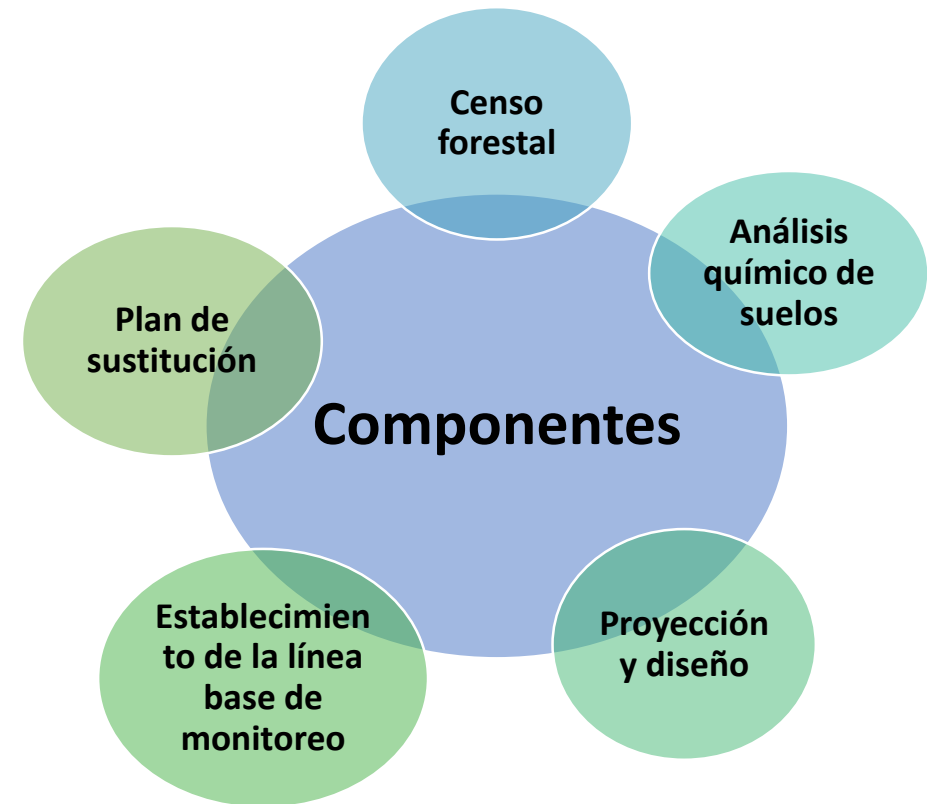 Censo
forestal
Análisis
químico de
suelos
Plan de
sustitución
Componentes
Establecimien
to de la línea
base de
monitoreo
Proyección
y diseño